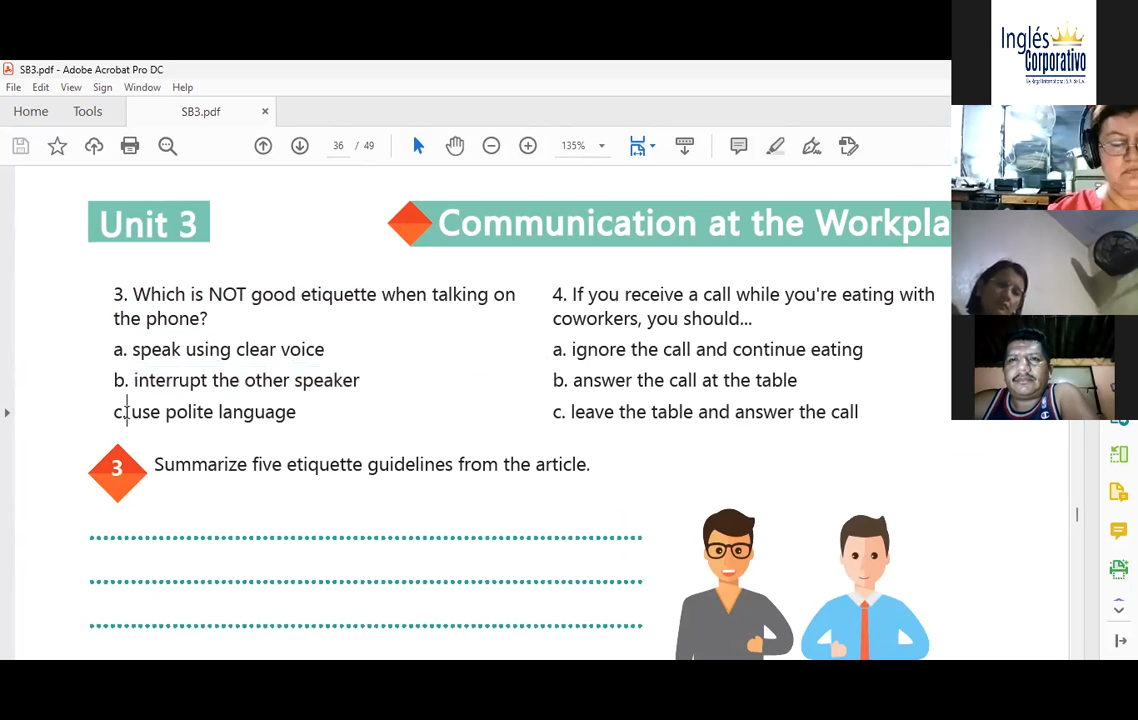 SB3.pdf - Adobe Acrobat Pro DC
File Edit View Sign Window Help
Home Tools SB3.pdf ×
36 / 49 135%
Inglés
Corporativo
Unit 3
Communication at the Workpla
3. Which is NOT good etiquette when talking on
the phone?
a. speak using clear voice
b. interrupt the other speaker
c. use polite language
4. If you receive a call while you're eating with
coworkers, you should...
a. ignore the call and continue eating
b. answer the call at the table
c. leave the table and answer the call
3 Summarize five etiquette guidelines from the article.